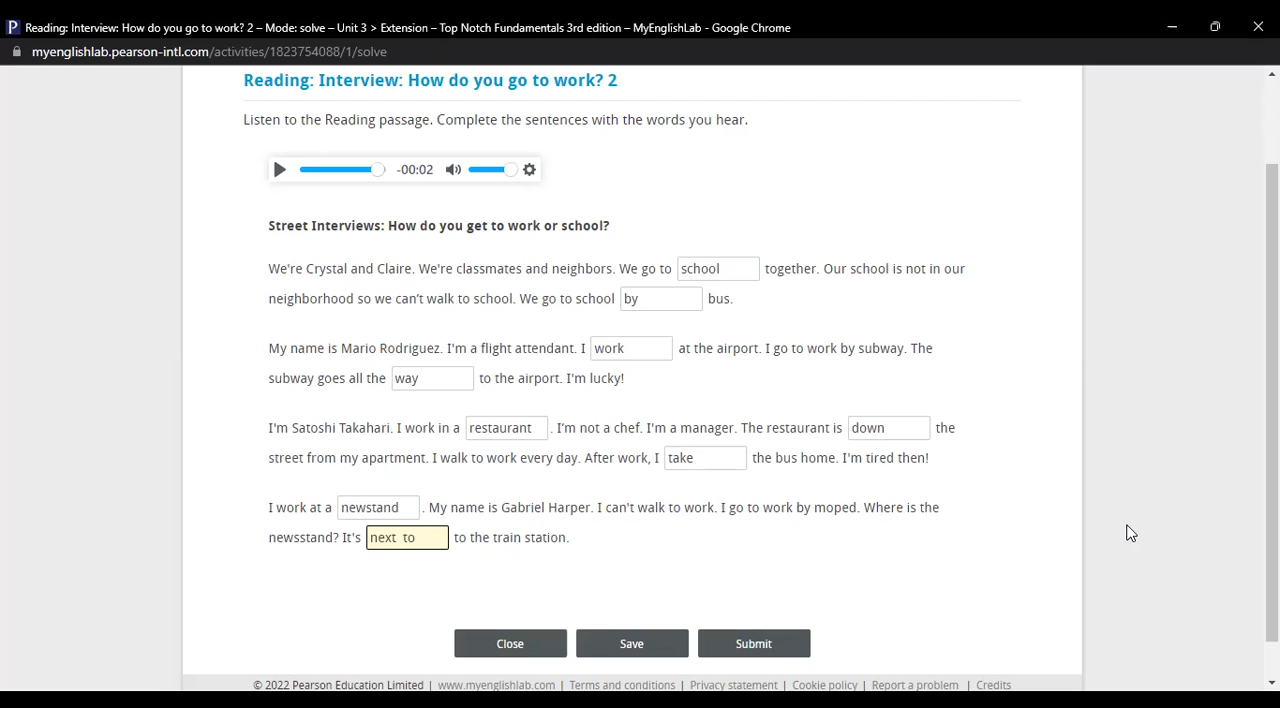 Reading: Interview: How do you go to work? 2 – Mode: solve – Unit 3 > Extension – Top Notch Fundamentals 3rd edition – MyEnglishLab - Google Chrome
myenglishlab.pearson-intl.com/activities/1823754088/1/solve
Reading: Interview: How do you go to work? 2
Listen to the Reading passage. Complete the sentences with the words you hear.
-00:02
Street Interviews: How do you get to work or school?
We're Crystal and Claire. We're classmates and neighbors. We go to school together. Our school is not in our
neighborhood so we can't walk to school. We go to school by bus.
My name is Mario Rodriguez. I'm a flight attendant. I work at the airport. I go to work by subway. The
subway goes all the way to the airport. I'm lucky!
I'm Satoshi Takahari. I work in a restaurant . I'm not a chef. I'm a manager. The restaurant is down the
street from my apartment. I walk to work every day. After work, I take the bus home. I'm tired then!
I work at a newstand . My name is Gabriel Harper. I can't walk to work. I go to work by moped. Where is the
newsstand? It's next to to the train station.
Close Save Submit
© 2022 Pearson Education Limited | www.myenglishlab.com | Terms and conditions | Privacy statement | Cookie policy | Report a problem | Credits